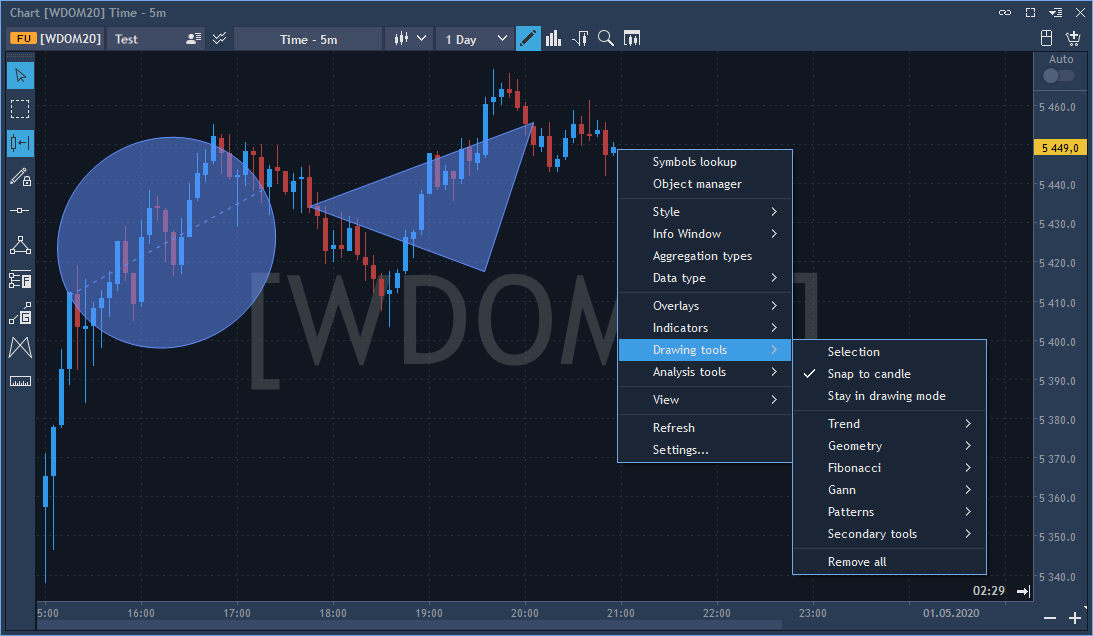 Chart [WDOM20] Time - 5m
FU [WDOM20] Test Time - 5m 1 Day
Auto
5 460.0
5 449,0
5 440.0
5 430.0
5 420.0
5 410.0
5 400.0
5 390.0
5 380.0
5 370.0
5 360.0
5 350.0
5 340.0
[WDOM
]
Symbols lookup
Object manager
Style
Info Window
Aggregation types
Data type
Overlays
Indicators
Drawing tools
Analysis tools
View
Refresh
Settings...
Selection
Snap to candle
Stay in drawing mode
Trend
Geometry
Fibonacci
Gann
Patterns
Secondary tools
Remove all
02:29
5:00 16:00 17:00 18:00 19:00 20:00 21:00 22:00 23:00 01.05.2020